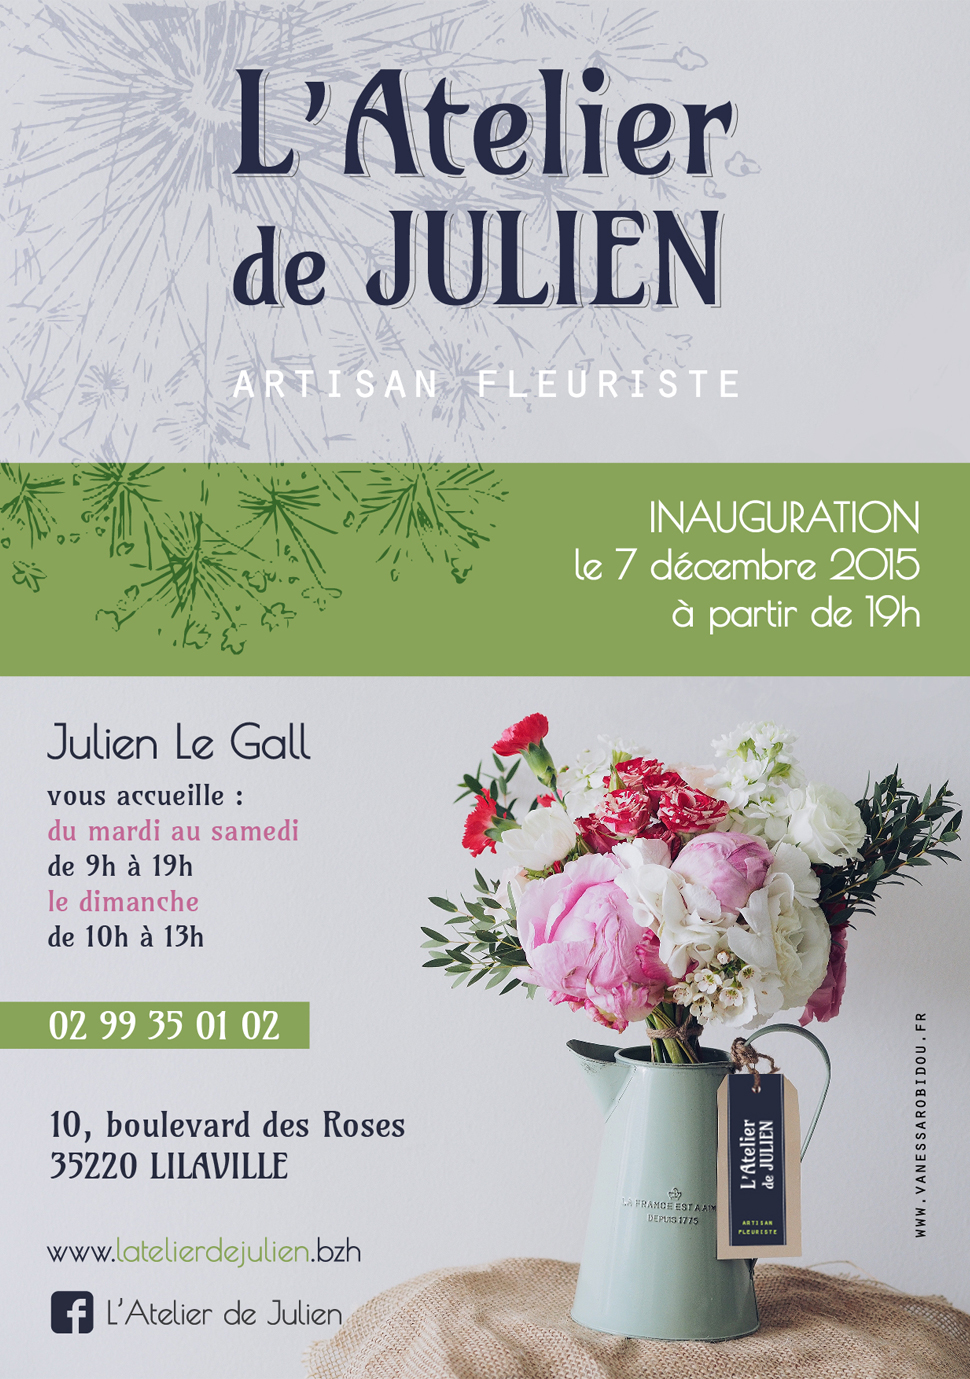 L'Atelier
de JULIEN
ARTISAN FLEURISTE
INAUGURATION
le 7 décembre 2015
à partir de 19h
Julien Le Gall
vous accueille :
du mardi au samedi
de 9h à 19h
le dimanche
de 10h à 13h
02 99 35 01 02
10, boulevard des Roses
35220 LILAVILLE
www.latelierdejulien.bzh
f L'Atelier de Julien
L'Atelier
de JULIEN
ARTISAN
FLEURISTE
LA FRANCE EST A
DEPUIS 1775
WWW.VANESSAROBIDOU.FR